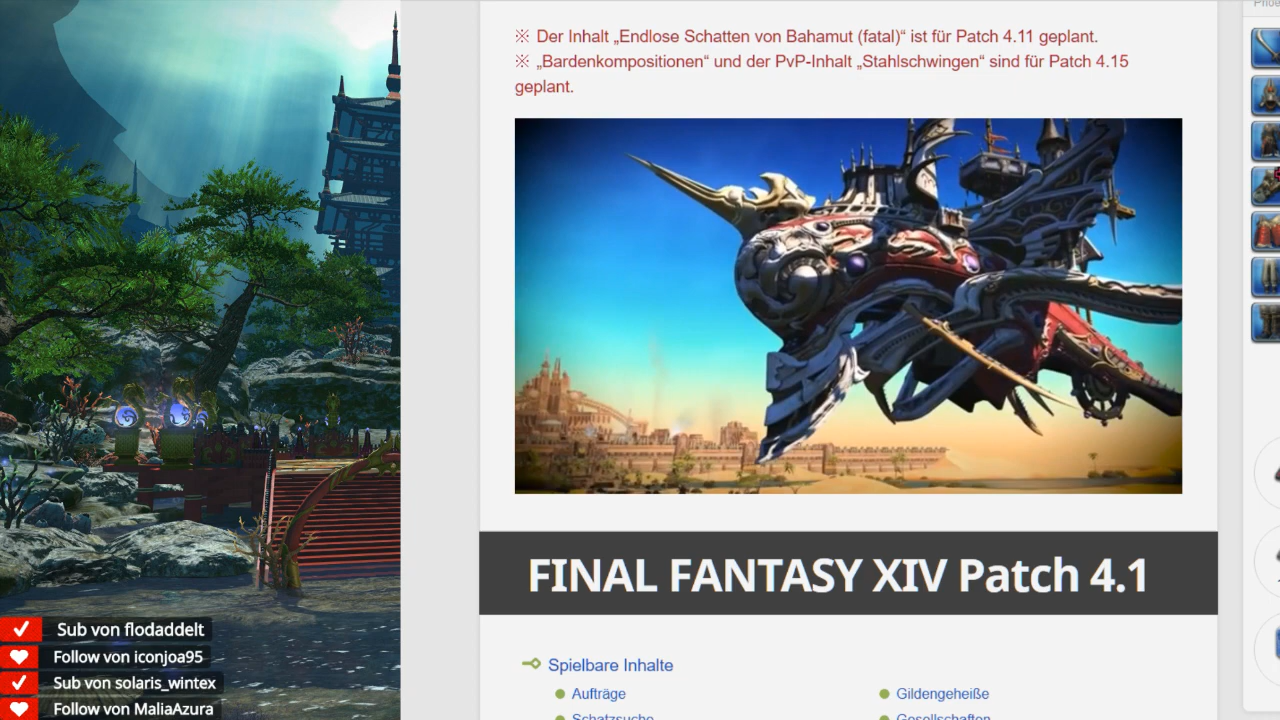 ※ Der Inhalt „Endlose Schatten von Bahamut (fatal)“ ist für Patch 4.11 geplant.
※ „Bardenkompositionen“ und der PvP-Inhalt „Stahlschwingen“ sind für Patch 4.15
geplant.
FINAL FANTASY XIV Patch 4.1
Spielbare Inhalte
Aufträge
Gildengeheiße
Schatzsuche
Gesellschaften
Sub von flodaddelt
Follow von iconjoa95
Sub von solaris_wintex
Follow von MaliaAzura